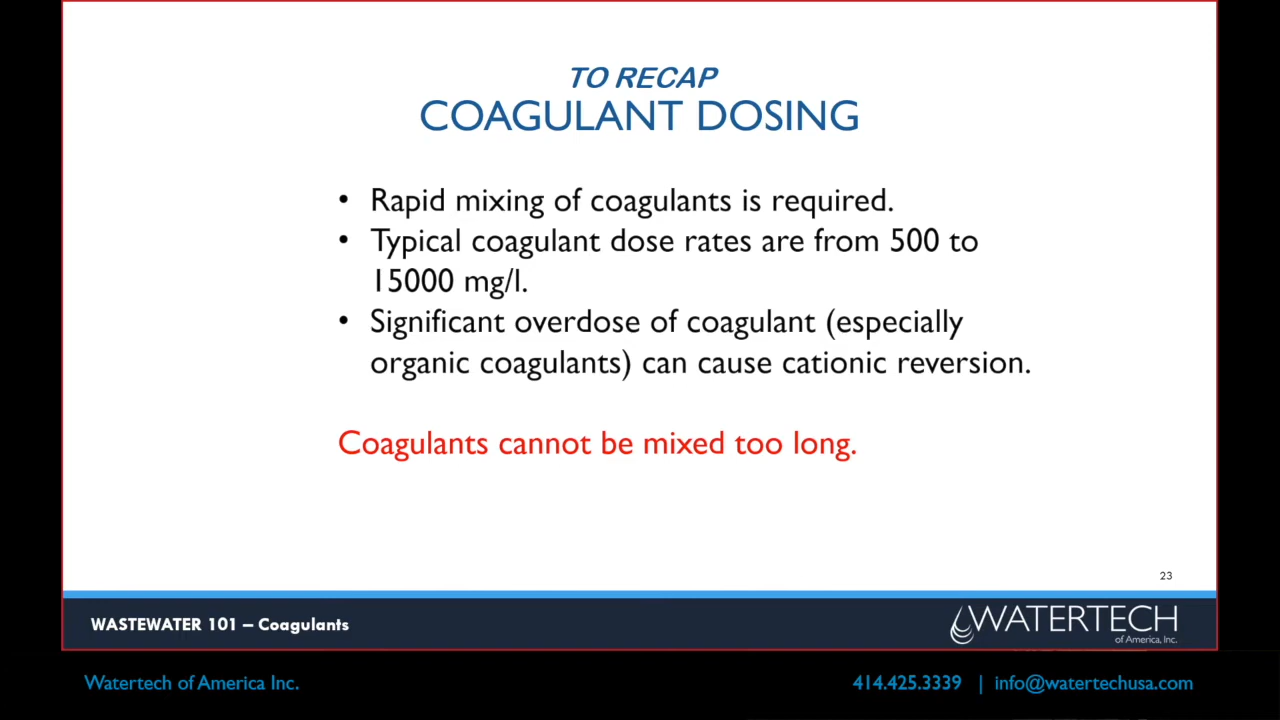 TO RECAP
COAGULANT DOSING
• Rapid mixing of coagulants is required.
• Typical coagulant dose rates are from 500 to
15000 mg/l.
• Significant overdose of coagulant (especially
organic coagulants) can cause cationic reversion.
Coagulants cannot be mixed too long.
23
WASTEWATER 101 – Coagulants
WATERTECH
of America, Inc.
Watertech of America Inc.
414.425.3339 | info@watertechusa.com